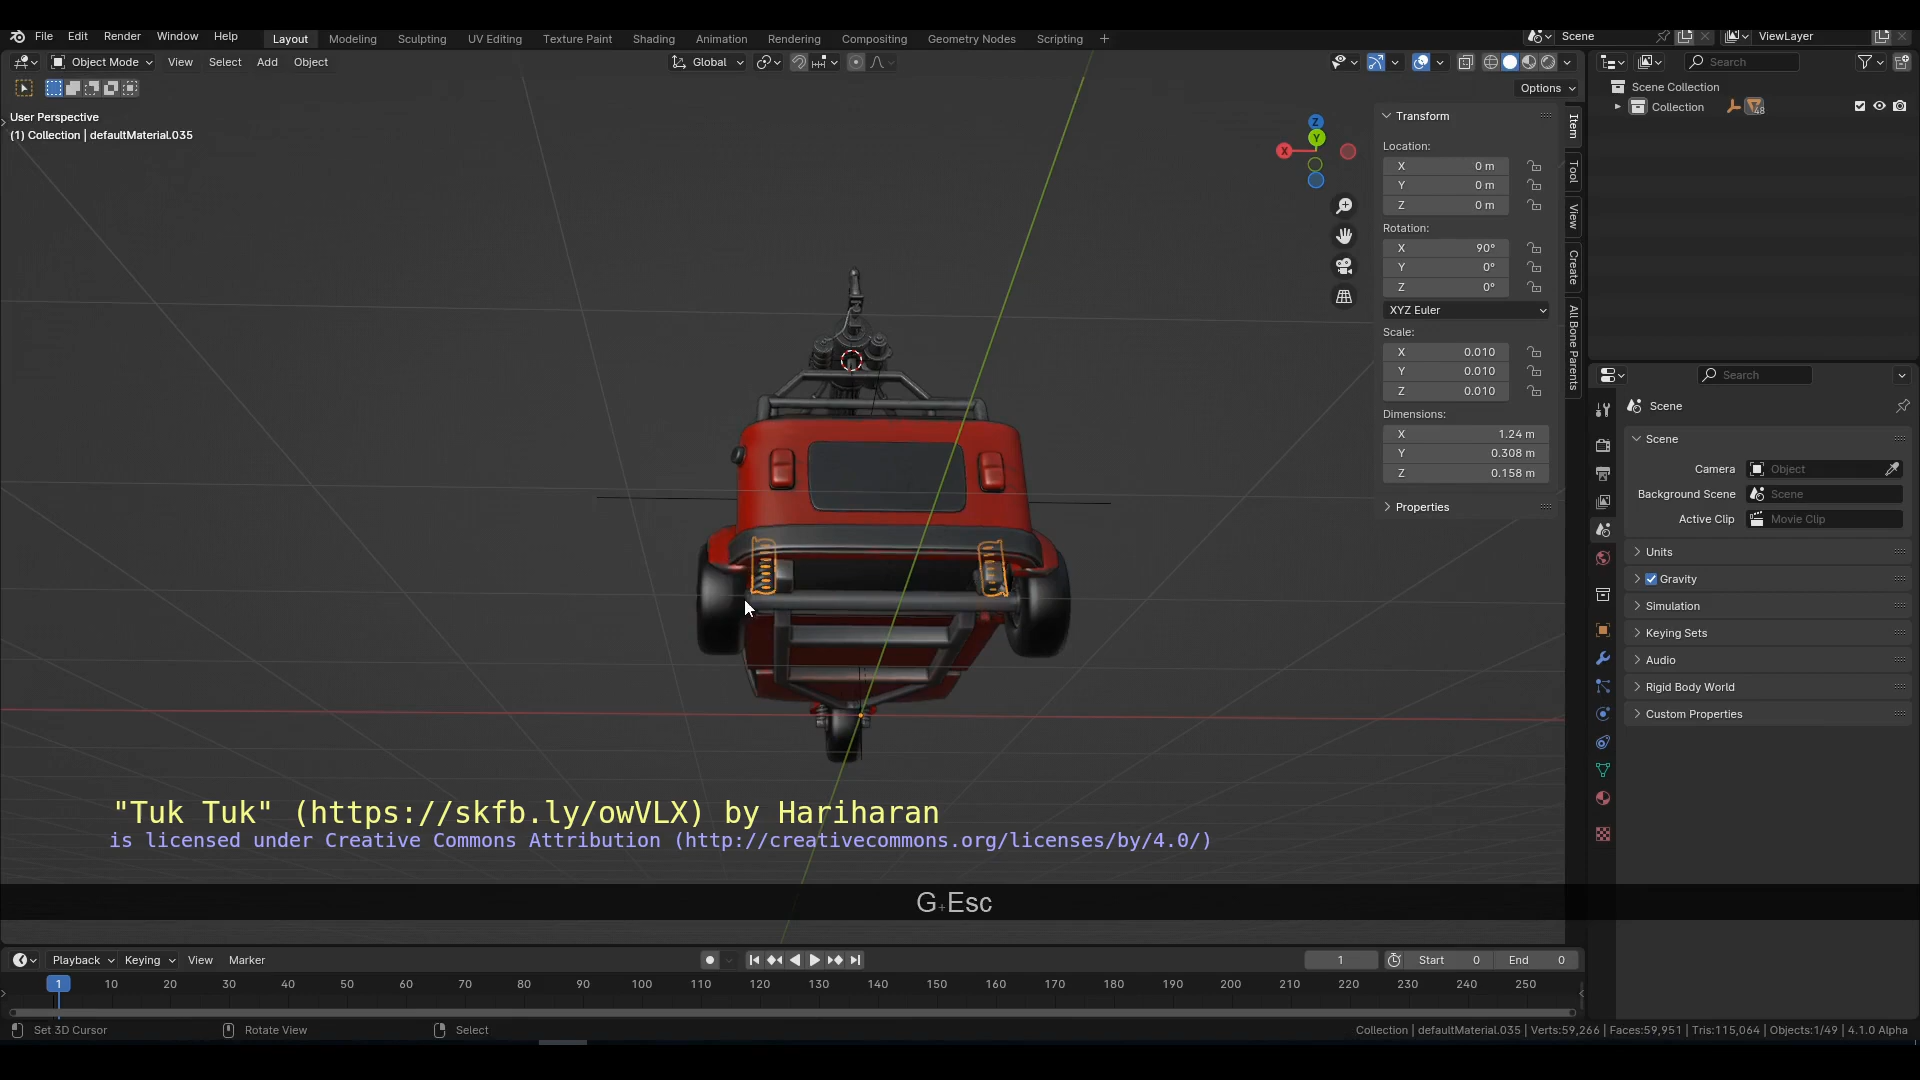 File Edit Render Window Help
Layout Modeling Sculpting UV Editing Texture Paint Shading Animation Rendering Compositing Geometry Nodes Scripting +
Scene
ViewLayer
Object Mode View Select Add Object
Global
Search
Options
User Perspective
(1) Collection | defaultMaterial.035
Z
Y
X
Transform
Location:
X 0 m
Y 0 m
Z 0 m
Rotation:
X 90°
Y 0°
Z 0°
XYZ Euler
Scale:
X 0.010
Y 0.010
Z 0.010
Dimensions:
X 1.24 m
Y 0.308 m
Z 0.158 m
Properties
Item
Tool
View
Create
All Bone Parents
Scene Collection
Collection 48
Search
Scene
Scene
Camera Object
Background Scene Scene
Active Clip Movie Clip
Units
Gravity
Simulation
Keying Sets
Audio
Rigid Body World
Custom Properties
"Tuk Tuk" (https://skfb.ly/owVLX) by Hariharan
is licensed under Creative Commons Attribution (http://creativecommons.org/licenses/by/4.0/)
G+Esc
Playback Keying View Marker
1 Start 0 End 0
1 10 20 30 40 50 60 70 80 90 100 110 120 130 140 150 160 170 180 190 200 210 220 230 240 250
Set 3D Cursor Rotate View Select
Collection | defaultMaterial.035 | Verts:59,266 | Faces:59,951 | Tris:115,064 | Objects:1/49 | 4.1.0 Alpha